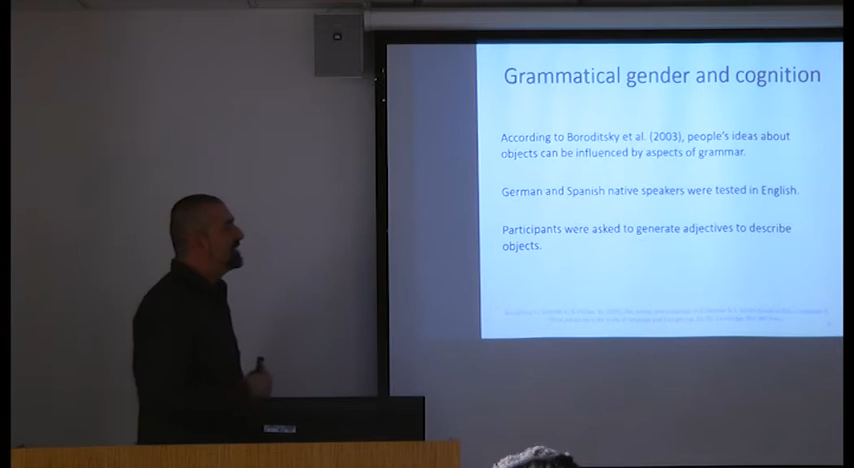 Grammatical gender and cognition
According to Boroditsky et al. (2003), people's ideas about
objects can be influenced by aspects of grammar.
German and Spanish native speakers were tested in English.
Participants were asked to generate adjectives to describe
objects.